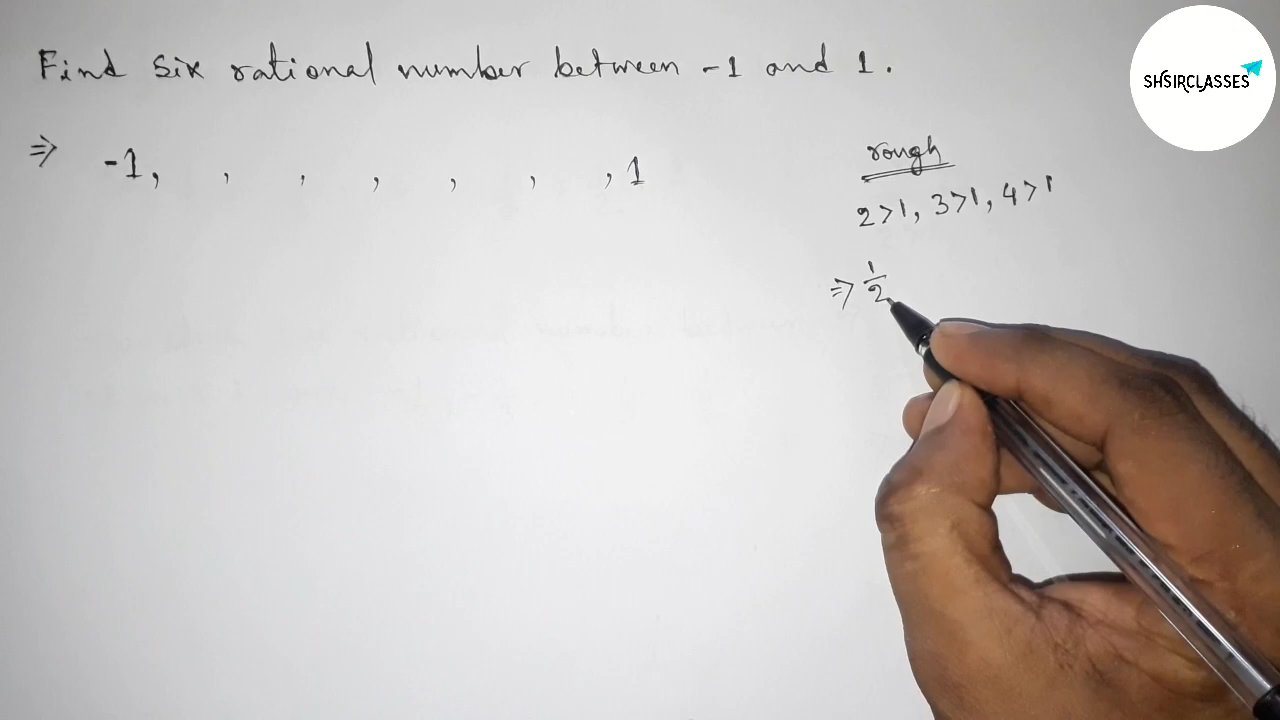 Find six rational number between -1 and 1.
SHSIRCLASSES
⇒ -1, , , , , , , 1
rough
2>1, 3>1, 4>1
⇒ 1/2